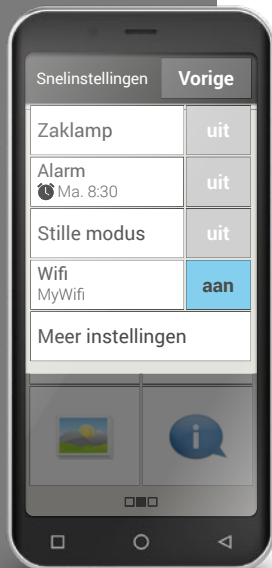 Snelinstellingen Vorige
Zaklamp uit
Alarm
Ma. 8:30 uit
Stille modus uit
Wifi
MyWifi aan
Meer instellingen